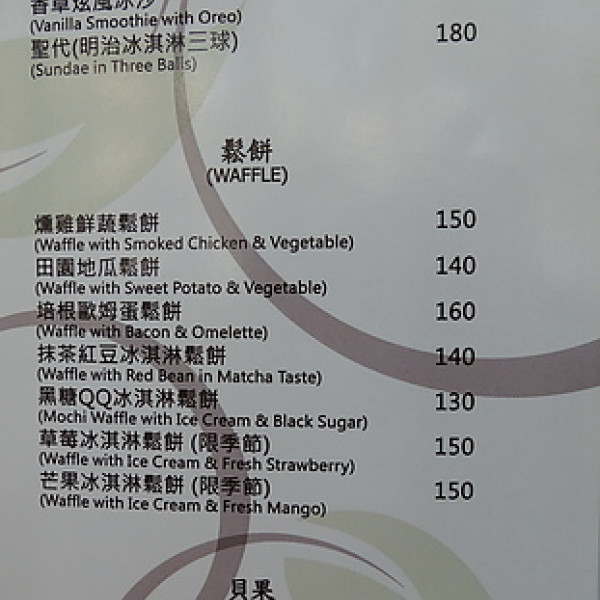 香草炫風冰沙
(Vanilla Smoothie with Oreo)
聖代(明治冰淇淋三球) 180
(Sundae in Three Balls)
鬆餅
(WAFFLE)
燻雞鮮蔬鬆餅 150
(Waffle with Smoked Chicken & Vegetable)
田園地瓜鬆餅 140
(Waffle with Sweet Potato & Vegetable)
培根歐姆蛋鬆餅 160
(Waffle with Bacon & Omelette)
抹茶紅豆冰淇淋鬆餅 140
(Waffle with Red Bean in Matcha Taste)
黑糖QQ冰淇淋鬆餅 130
(Mochi Waffle with Ice Cream & Black Sugar)
草莓冰淇淋鬆餅 (限季節) 150
(Waffle with Ice Cream & Fresh Strawberry)
芒果冰淇淋鬆餅 (限季節) 150
(Waffle with Ice Cream & Fresh Mango)
貝果